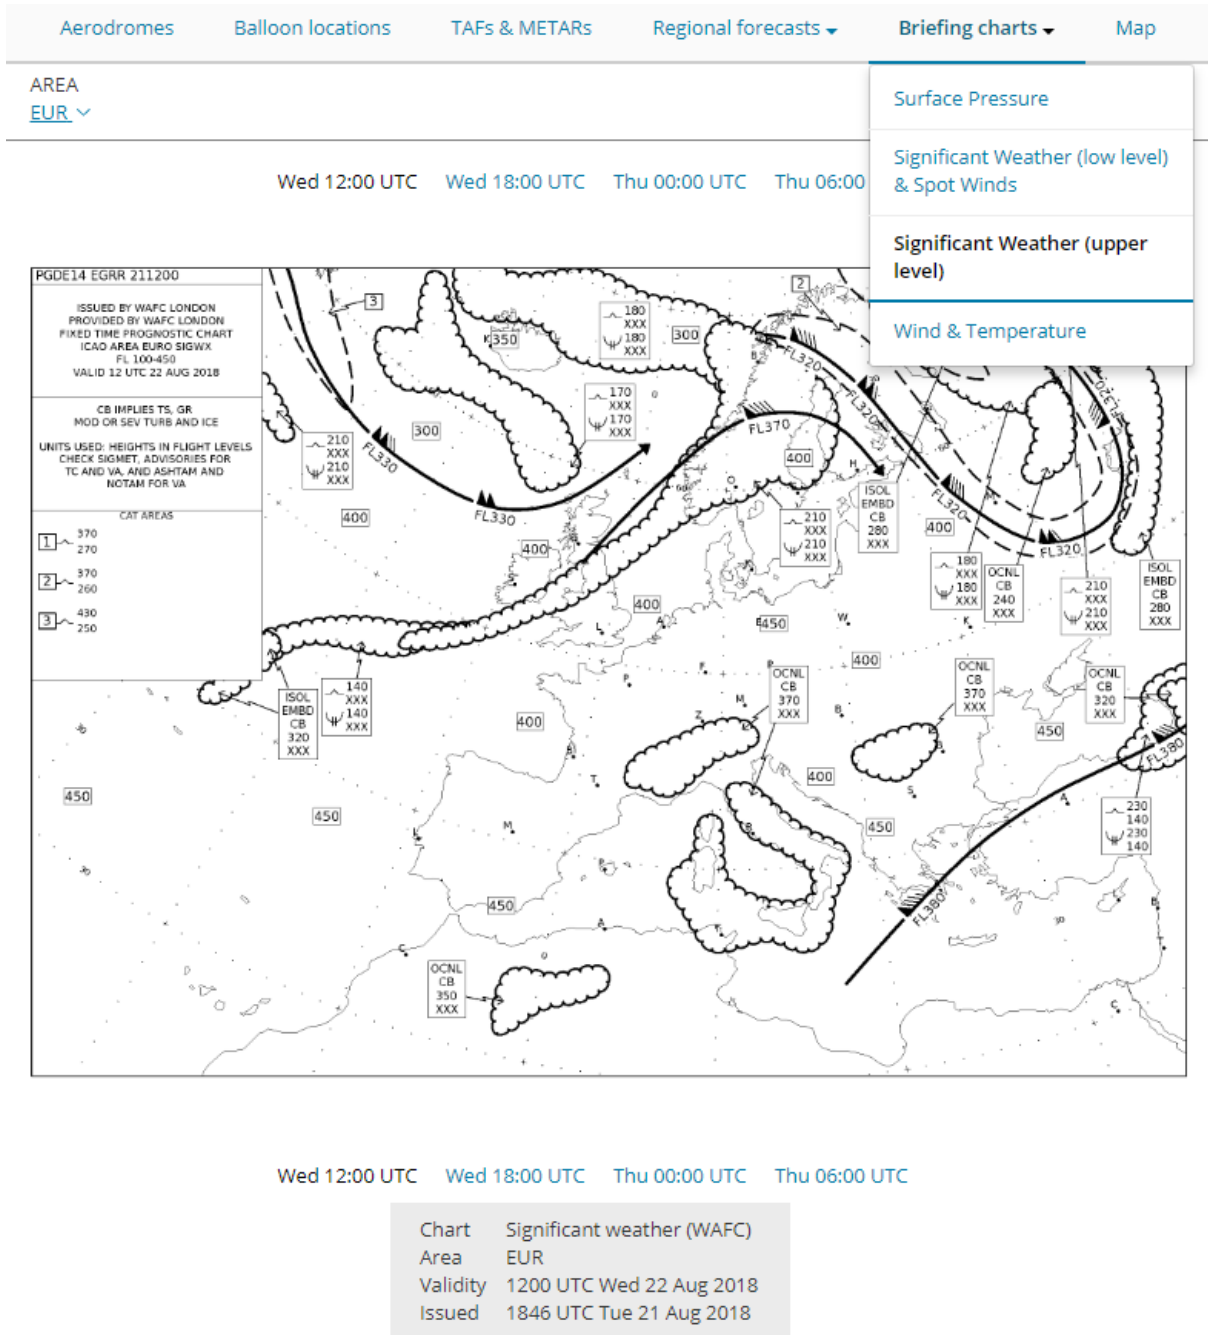 Aerodromes Balloon locations TAFs & METARs Regional forecasts Briefing charts Map
AREA
EUR
Surface Pressure
Significant Weather (low level)
& Spot Winds
Significant Weather (upper
level)
Wind & Temperature
Wed 12:00 UTC Wed 18:00 UTC Thu 00:00 UTC Thu 06:00
PGDE14 EGRR 211200
ISSUED BY WAFC LONDON
PROVIDED BY WAFC LONDON
FIXED TIME PROGNOSTIC CHART
ICAO AREA EURO SIGWX
FL 100-450
VALID 12 UTC 22 AUG 2018
CB IMPLIES TS, GR
MOD OR SEV TURB AND ICE
UNITS USED: HEIGHTS IN FLIGHT LEVELS
CHECK SIGMET, ADVISORIES FOR
TC AND VA, AND ASHTAM AND
NOTAM FOR VA
CAT AREAS
1 370
270
2 370
260
3 430
250
3
2
K 350
180
XXX
180
XXX
300
B
FL320
FL320
FL320
170
XXX
170
XXX
300
FL370
210
XXX
210
XXX
FL330
400
H
400
FL330
ISOL
EMBD
CB
280
XXX
FL320
400
210
XXX
210
XXX
400
FL320
180
XXX
180
XXX
OCNL
CB
240
XXX
210
XXX
210
XXX
ISOL
EMBD
CB
280
XXX
400
L
A
450
W
K
400
P
F
OCNL
CB
370
XXX
OCNL
CB
370
XXX
OCNL
CB
320
XXX
ISOL
EMBD
CB
320
XXX
140
XXX
140
XXX
400
Z
M
B
450
B
B
FL380
30
450
T
400
S
A
450
L
M
450
230
140
230
140
B
P
30
450
FL380
30
B
A
T
C
0
OCNL
CB
350
XXX
C
Wed 12:00 UTC Wed 18:00 UTC Thu 00:00 UTC Thu 06:00 UTC
Chart Significant weather (WAFC)
Area EUR
Validity 1200 UTC Wed 22 Aug 2018
Issued 1846 UTC Tue 21 Aug 2018